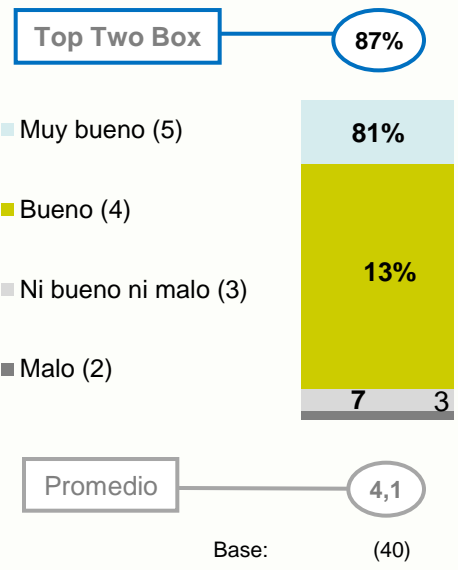 Top Two Box 87%
Muy bueno (5) 81%
Bueno (4)
13%
Ni bueno ni malo (3)
Malo (2)
7 3
Promedio 4,1
Base: (40)